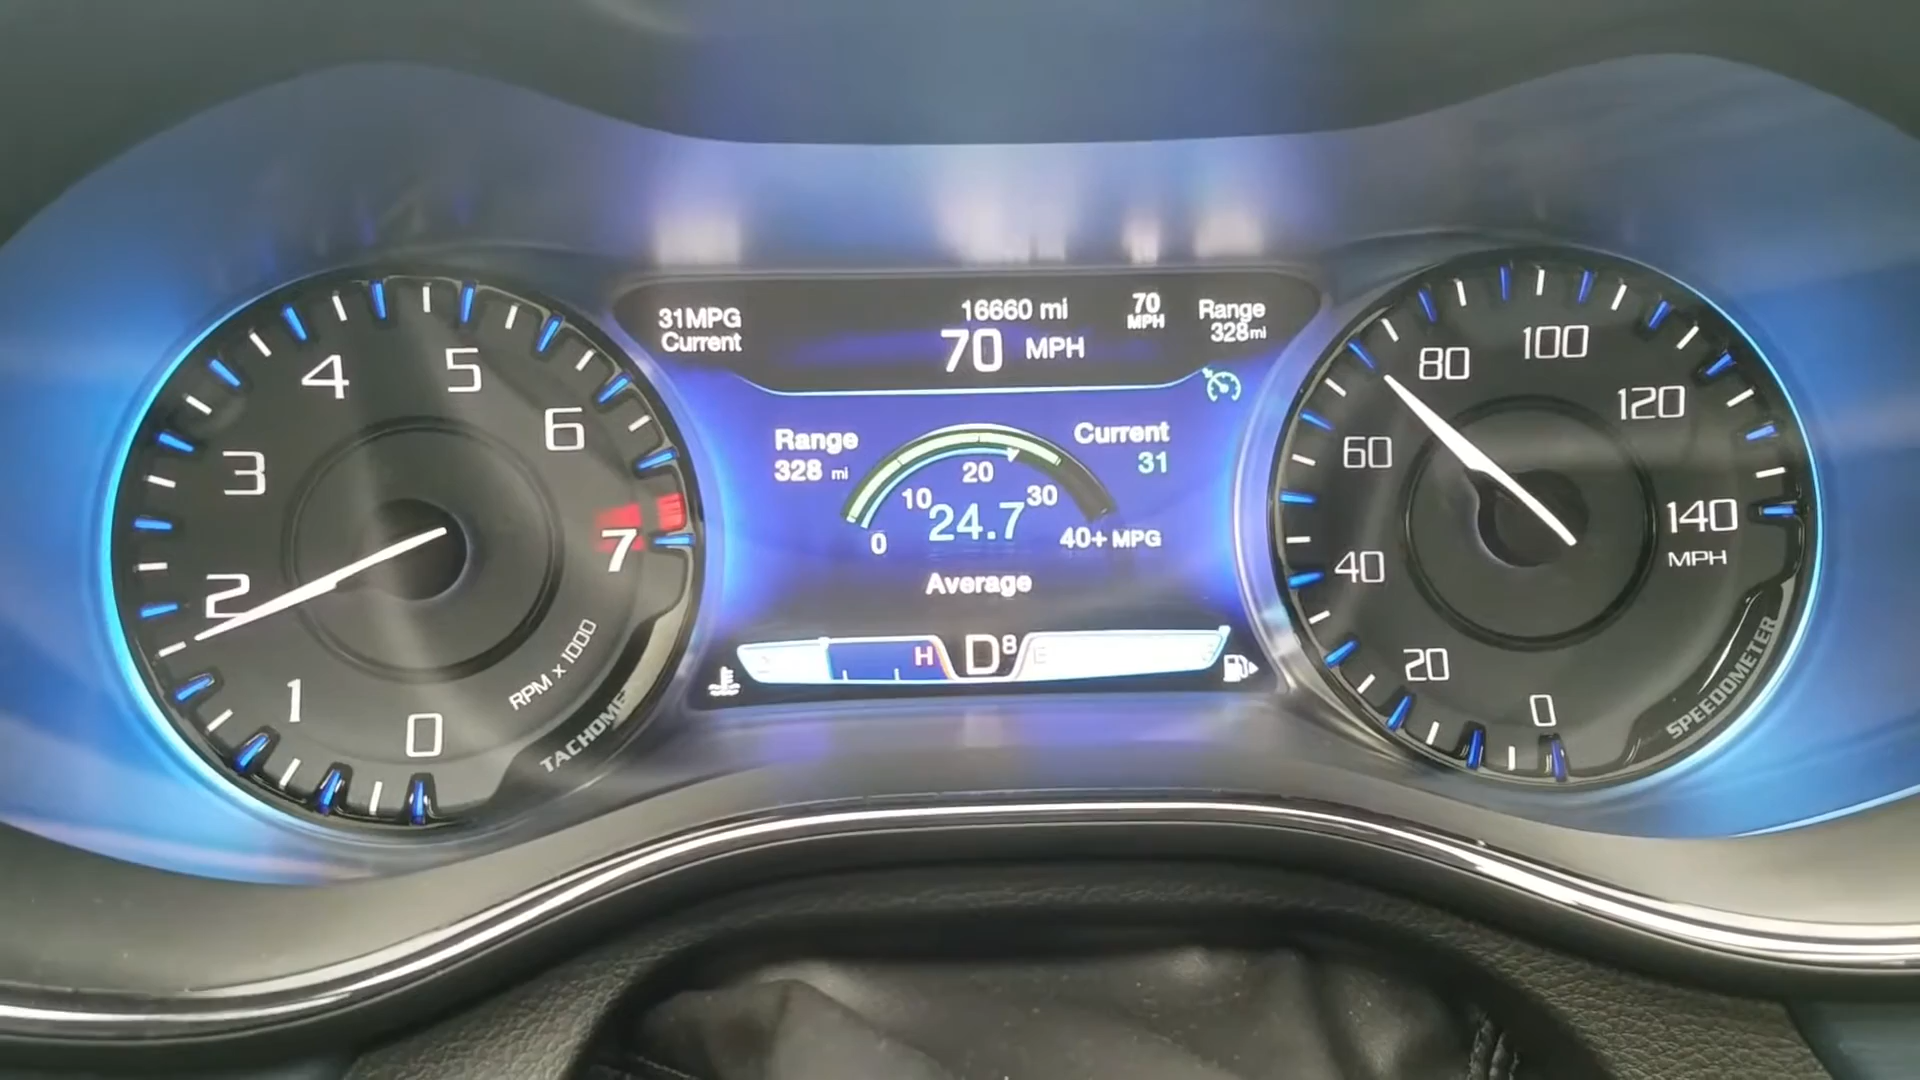 31MPG
Current
16660 mi
70 MPH
70
MPH
Range
328mi
Range
328 mi
Current
31
0
10
20
30
40+ MPG
24.7
Average
H
D8
E
0
1
2
3
4
5
6
7
RPM x 1000
0
20
40
60
80
100
120
140
MPH
SPEEDOMETER